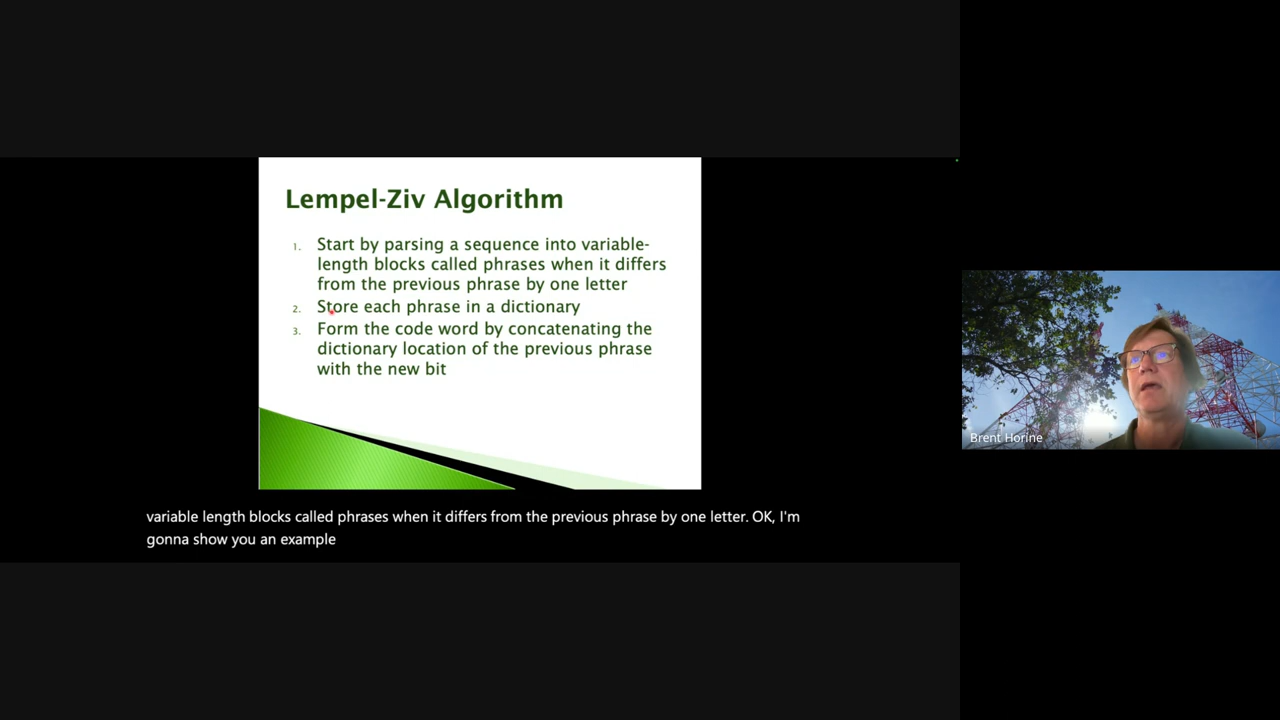 Lempel-Ziv Algorithm
1. Start by parsing a sequence into variable-
length blocks called phrases when it differs
from the previous phrase by one letter
2. Store each phrase in a dictionary
3. Form the code word by concatenating the
dictionary location of the previous phrase
with the new bit
Brent Horine
variable length blocks called phrases when it differs from the previous phrase by one letter. OK, I'm
gonna show you an example